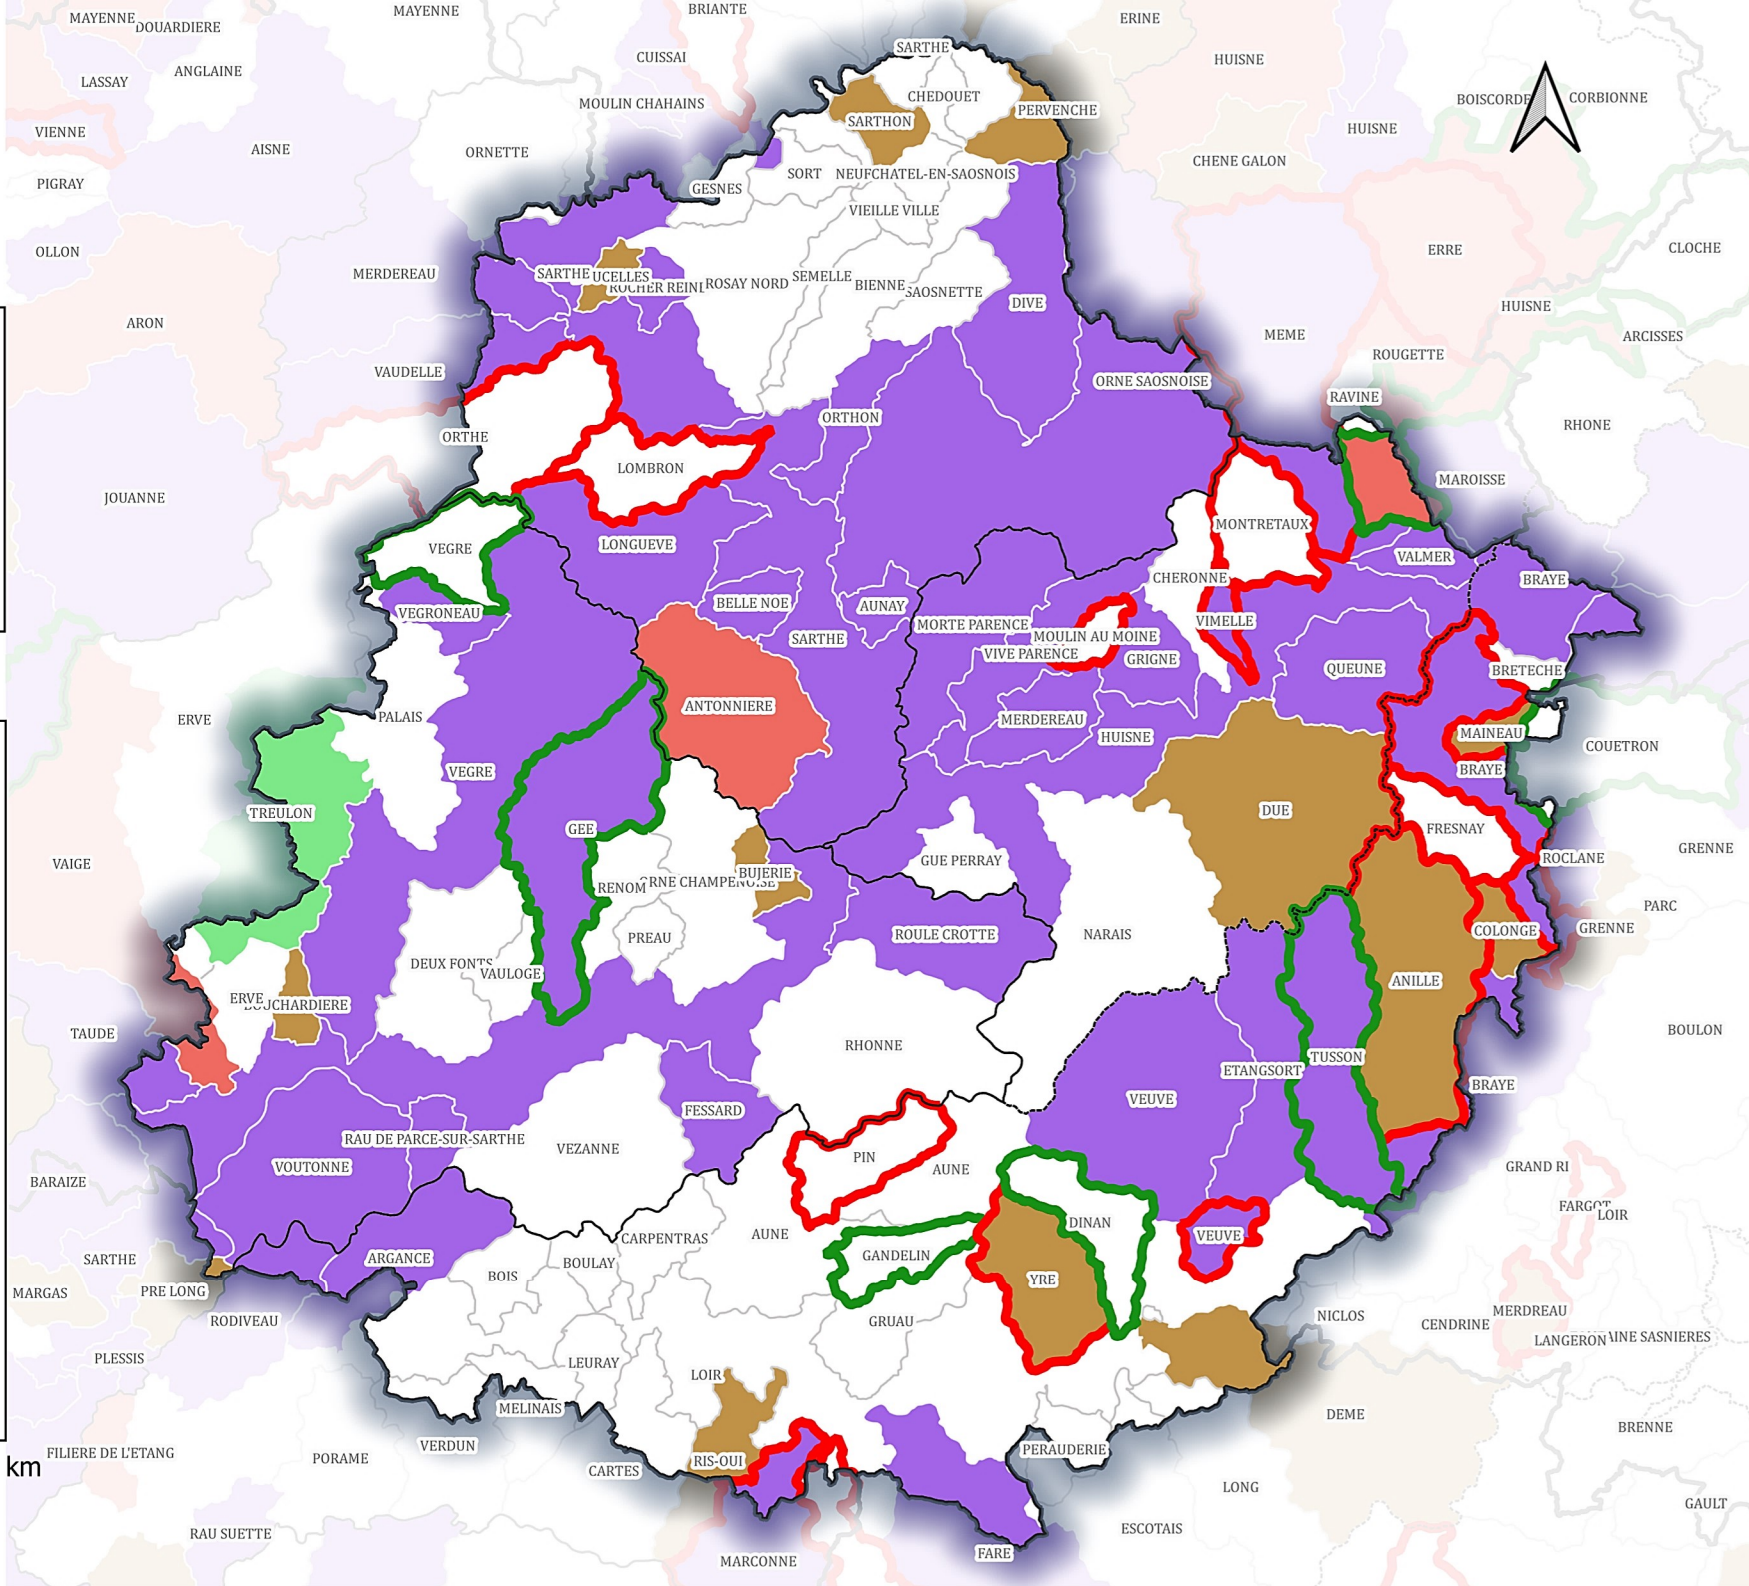 MAYENNE
BRIANTE
ERINE
MAYENNE
DOUARDIERE
SARTHE
CUISSAI
HUISNE
ANGLAINE
LASSAY
CHEDOUET
BOISCORDE
CORBIONNE
MOULIN CHAHAINS
PERVENCHE
SARTHON
HUISNE
VIENNE
AISNE
ORNETTE
CHENE GALON
SORT
NEUFCHATEL-EN-SAOSNOIS
PIGRAY
GESNES
VIEILLE VILLE
OLLON
ERRE
CLOCHE
MERDEREAU
SARTHE
UCELLES
ROCHER REIN
ROSAY NORD
SEMELLE
BIENNE
SAOSNETTE
DIVE
HUISNE
ARON
MEME
ARCISSES
ROUGETTE
VAUDELLE
ORNE SAOSNOISE
RAVINE
ORTHON
RHONE
ORTHE
LOMBRON
MAROISSE
JOUANNE
MONTRETAUX
VEGRE
LONGUEVE
VALMER
CHERONNE
BRAYE
BELLE NOE
AUNAY
VEGRONEAU
MORTE PARENCE
VIMELLE
SARTHE
MOULIN AU MOINE
VIVE PARENCE
GRIGNE
QUEUNE
BRETECHE
ERVE
PALAIS
ANTONNIERE
MERDEREAU
HUISNE
MAINEAU
COUETRON
VEGRE
BRAYE
TREULON
GEE
DUE
FRESNAY
GRENNE
VAIGE
GUE PERRAY
ROCLANE
RENOM
RNE CHAMPENOISE
BUJERIE
PARC
PREAU
ROULE CROTTE
NARAIS
COLONGE
GRENNE
DEUX FONTS
VAULOGE
ANILLE
ERVE
UCHARDIERE
TAUDE
RHONNE
BOULON
TUSSON
ETANGSORT
BRAYE
VEUVE
FESSARD
RAU DE PARCE-SUR-SARTHE
VEZANNE
PIN
VOUTONNE
AUNE
GRAND RI
BARAIZE
FARGOT
LOIR
DINAN
AUNE
VEUVE
CARPENTRAS
SARTHE
ARGANCE
GANDELIN
BOULAY
BOIS
YRE
MARGAS
PRE LONG
RODIVEAU
GRUAU
NICLOS
MERDREAU
CENDRINE
LANGERON
AINE SASNIERES
PLESSIS
LEURAY
LOIR
MELINAIS
DEME
BRENNE
VERDUN
PERAUDERIE
FILIERE DE L'ETANG
PORAME
RIS-OUI
km
CARTES
LONG
GAULT
RAU SUETTE
ESCOTAIS
FARE
MARCONNE